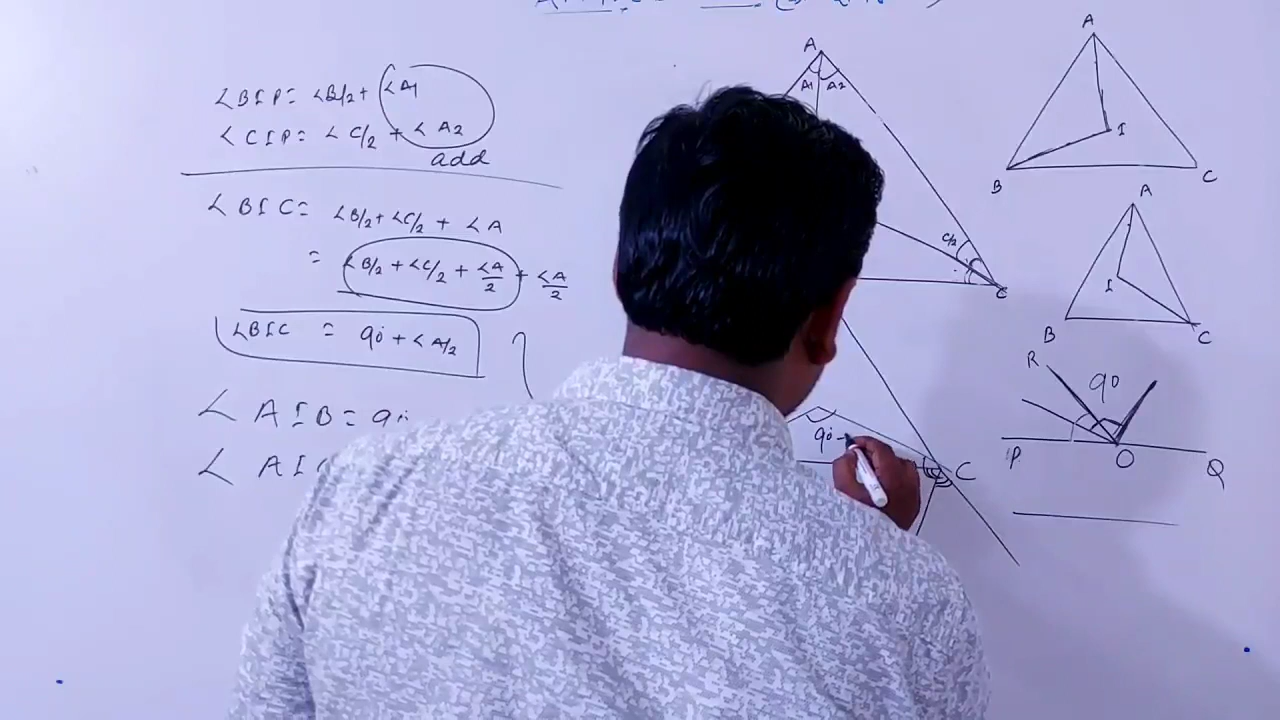 ∠BIP = ∠B/2 + ∠A1
∠CIP = ∠C/2 + ∠A2
add
∠BIC = ∠B/2 + ∠C/2 + ∠A
= ∠B/2 + ∠C/2 + ∠A/2 + ∠A/2
∠BIC = 90 + ∠A/2
∠AIB = 90
∠AI
A
A1 A2
C/2
C
90 -
C
A
I
B C
A
I
B C
R 90
P O Q